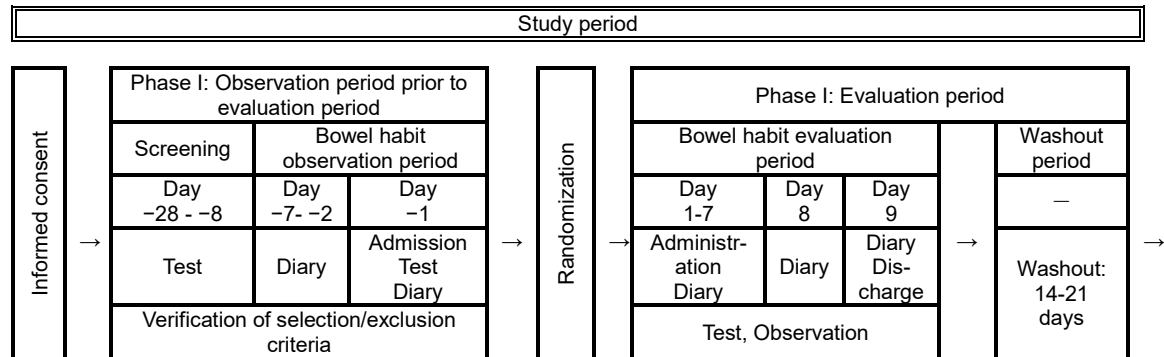 Study period
Informed consent
Phase I: Observation period prior to
evaluation period
Screening
Bowel habit
observation period
Day
−28 - −8
Day
−7- −2
Day
−1
Test
Diary
Admission
Test
Diary
Verification of selection/exclusion
criteria
→
→
Randomization
→
Phase I: Evaluation period
Bowel habit evaluation
period
Day
1-7
Day
8
Day
9
Administr-
ation
Diary
Diary
Diary
Dis-
charge
Test, Observation
→
Washout
period
—
Washout:
14-21
days
→